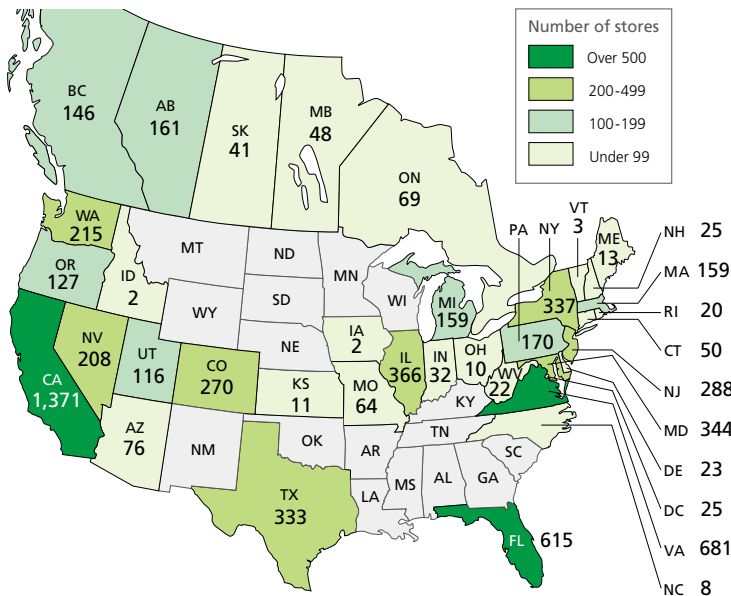 Number of stores
Over 500
200-499
100-199
Under 99
BC
146
AB
161
SK
41
MB
48
ON
69
WA
215
OR
127
ID
2
MT
ND
MN
WI
SD
WY
NE
IA
2
MI
159
CA
1,371
NV
208
UT
116
CO
270
KS
11
MO
64
IL
366
IN
32
OH
10
WV
22
KY
PA
170
NY
337
VT
3
ME
13
AZ
76
NM
OK
AR
TN
SC
TX
333
LA
MS
AL
GA
FL 615
NH 25
MA 159
RI 20
CT 50
NJ 288
MD 344
DE 23
DC 25
VA 681
NC 8